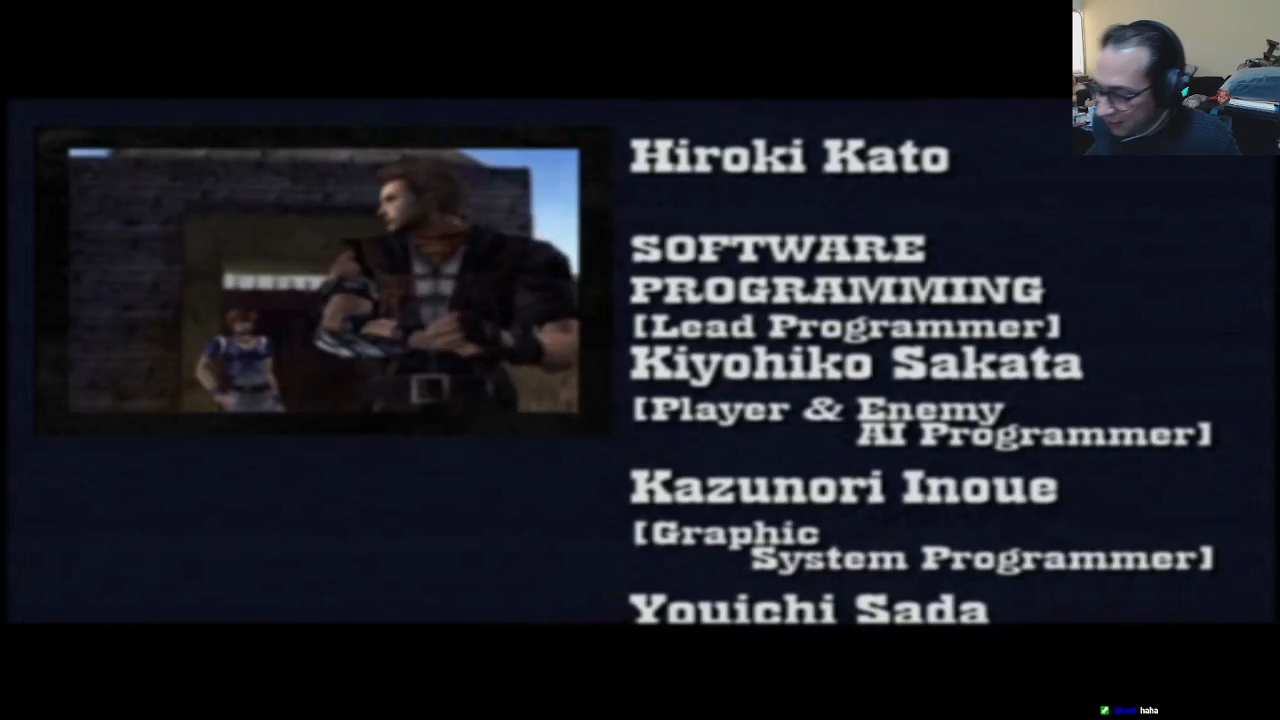 Hiroki Kato
SOFTWARE
PROGRAMMING
[Lead Programmer]
Kiyohiko Sakata
[Player & Enemy
AI Programmer]
Kazunori Inoue
[Graphic
System Programmer]
Youichi Sada
haha